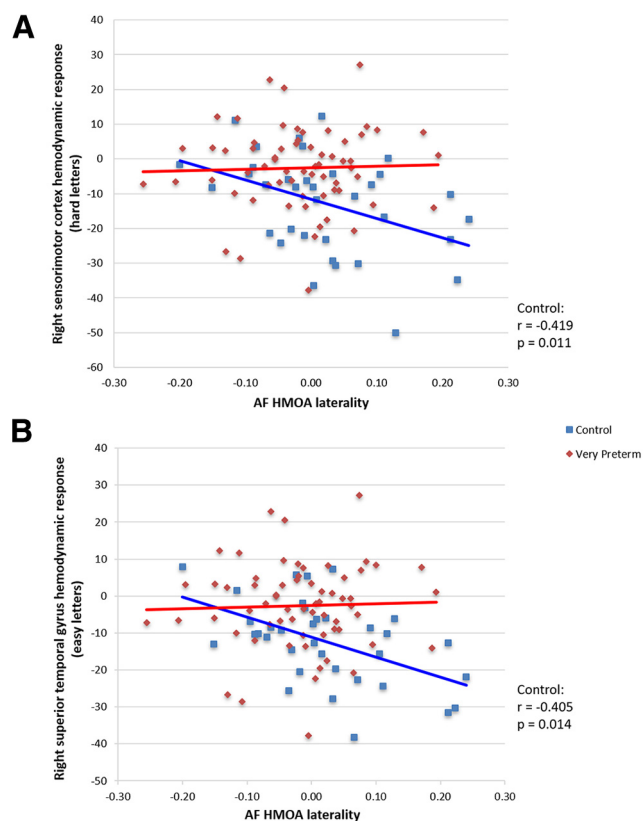 A
40
30
20
10
0
-10
-20
-30
-40
-50
-60
Right sensorimotor cortex hemodynamic response
(hard letters)
-0.30
-0.20
-0.10
0.00
0.10
0.20
0.30
AF HMOA laterality
Control:
r = -0.419
p = 0.011
B
Control
Very Preterm
40
30
20
10
0
-10
-20
-30
-40
-50
Right superior temporal gyrus hemodynamic response
(easy letters)
-0.30
-0.20
-0.10
0.00
0.10
0.20
0.30
AF HMOA laterality
Control:
r = -0.405
p = 0.014